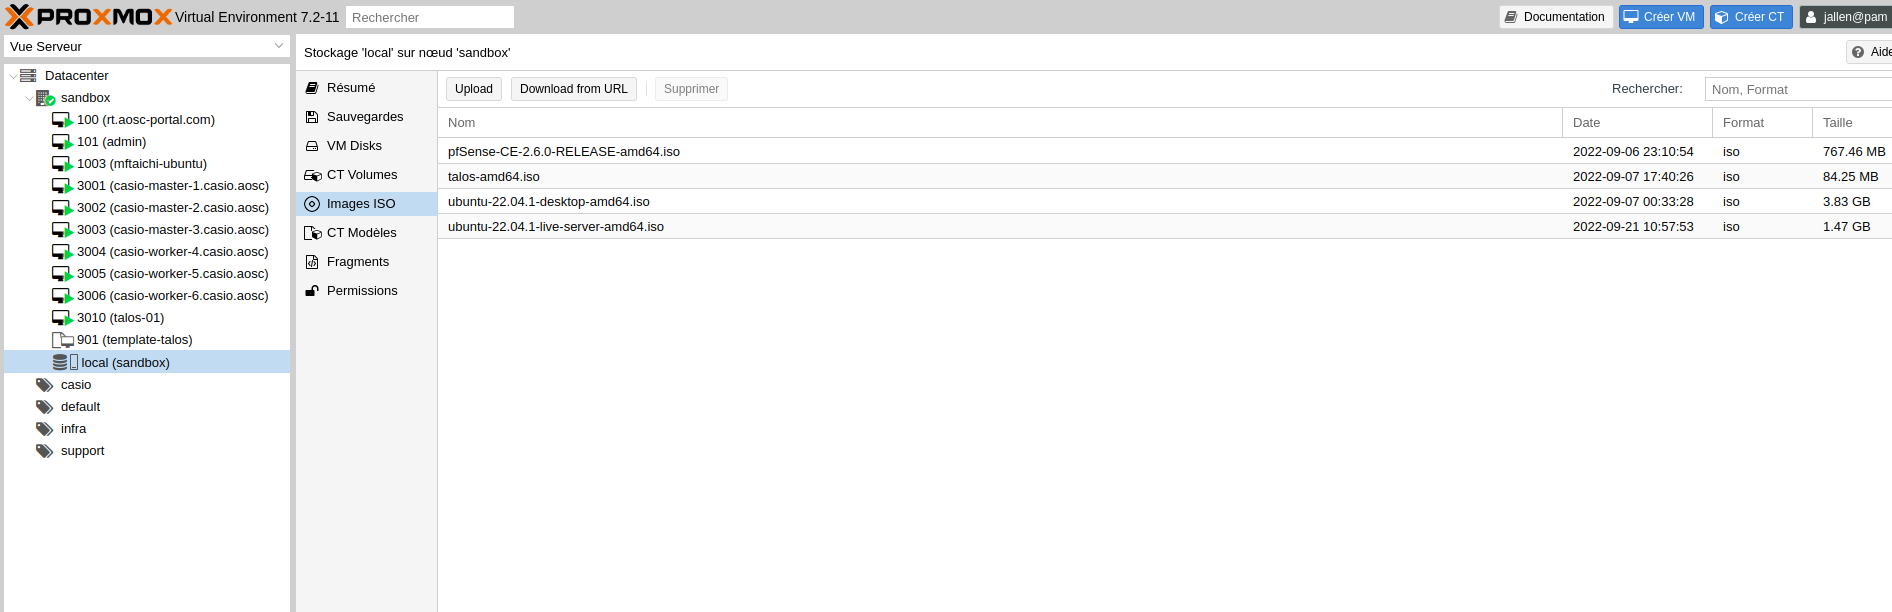 PROXMOX Virtual Environment 7.2-11 Rechercher Documentation Créer VM Créer CT jallen@pam
Vue Serveur
Stockage 'local' sur nœud 'sandbox' Aide
Datacenter
sandbox
100 (rt.aosc-portal.com)
101 (admin)
1003 (mftaichi-ubuntu)
3001 (casio-master-1.casio.aosc)
3002 (casio-master-2.casio.aosc)
3003 (casio-master-3.casio.aosc)
3004 (casio-worker-4.casio.aosc)
3005 (casio-worker-5.casio.aosc)
3006 (casio-worker-6.casio.aosc)
3010 (talos-01)
901 (template-talos)
local (sandbox)
casio
default
infra
support
Résumé
Sauvegardes
VM Disks
CT Volumes
Images ISO
CT Modèles
Fragments
Permissions
Upload Download from URL Supprimer Rechercher: Nom, Format
Nom Date Format Taille
pfSense-CE-2.6.0-RELEASE-amd64.iso 2022-09-06 23:10:54 iso 767.46 MB
talos-amd64.iso 2022-09-07 17:40:26 iso 84.25 MB
ubuntu-22.04.1-desktop-amd64.iso 2022-09-07 00:33:28 iso 3.83 GB
ubuntu-22.04.1-live-server-amd64.iso 2022-09-21 10:57:53 iso 1.47 GB